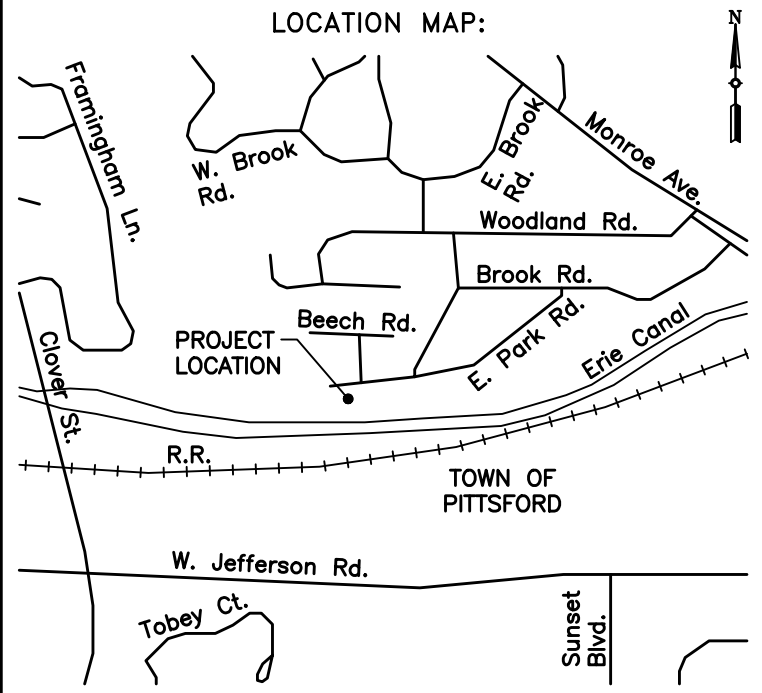 LOCATION MAP:
N
Framingham Ln.
W. Brook
Rd.
E. Brook
Rd.
Monroe Ave.
Woodland Rd.
Brook Rd.
Beech Rd.
E. Park Rd.
Erie Canal
PROJECT
LOCATION
Clover St.
R.R.
TOWN OF
PITTSFORD
W. Jefferson Rd.
Tobey Ct.
Sunset
Blvd.